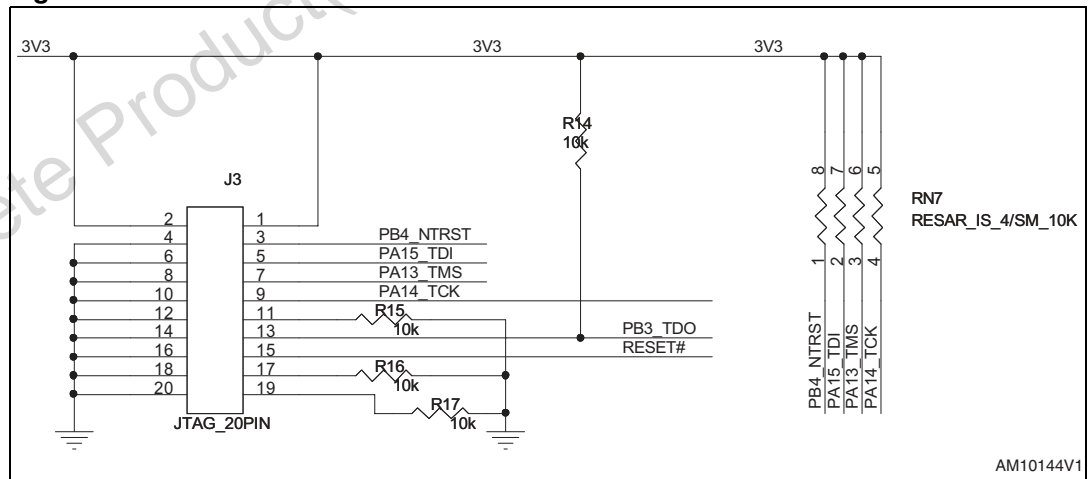 3V3 3V3 3V3
R14
10k
J3
8 7 6 5
RN7
RESAR_IS_4/SM_10K
2 1
4 3 PB4_NTRST
6 5 PA15_TDI
8 7 PA13_TMS
10 9 PA14_TCK
12 11 R15
10k
14 13 PB3_TDO
16 15 RESET#
18 17 R16
10k
20 19 R17
10k
JTAG_20PIN
1 2 3 4
PB4_NTRST
PA15_TDI
PA13_TMS
PA14_TCK
AM10144V1
ete Product(